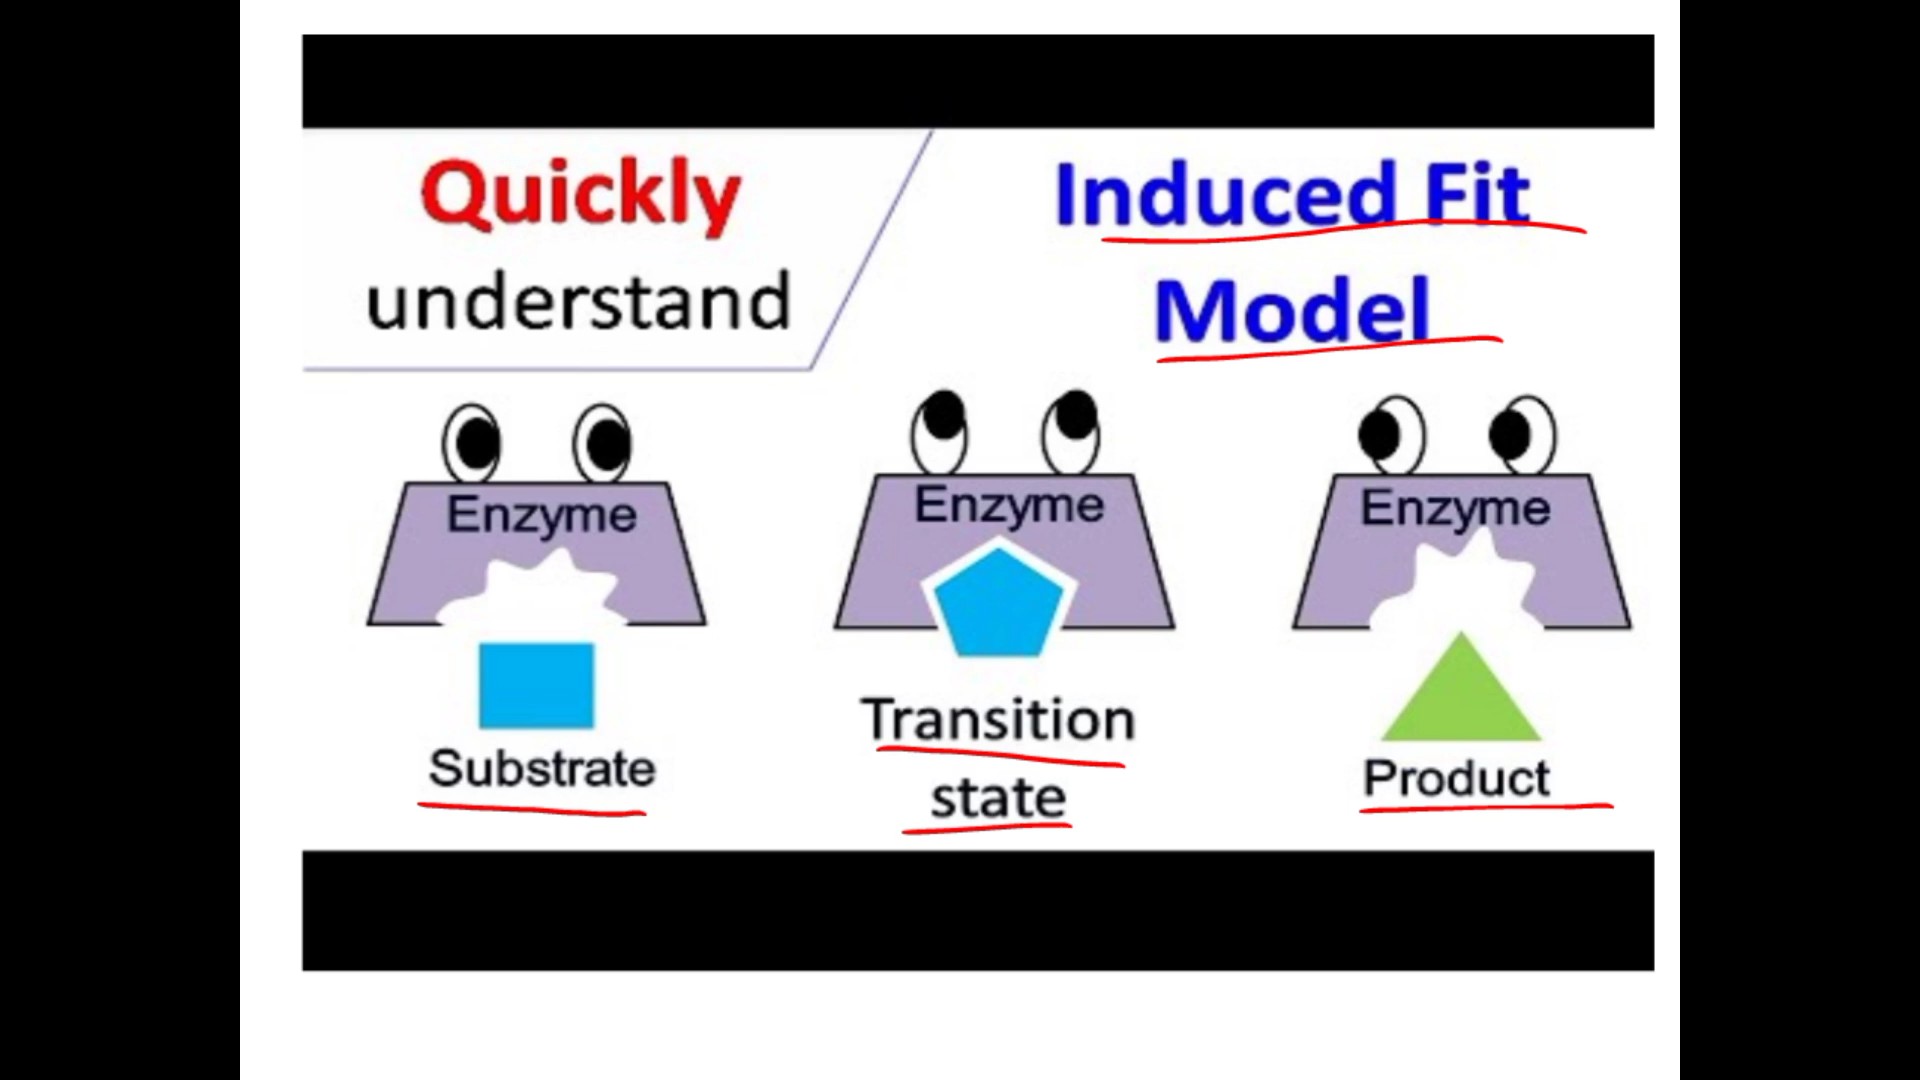 Quickly
understand
Induced Fit
Model
Enzyme
Substrate
Enzyme
Transition
state
Enzyme
Product